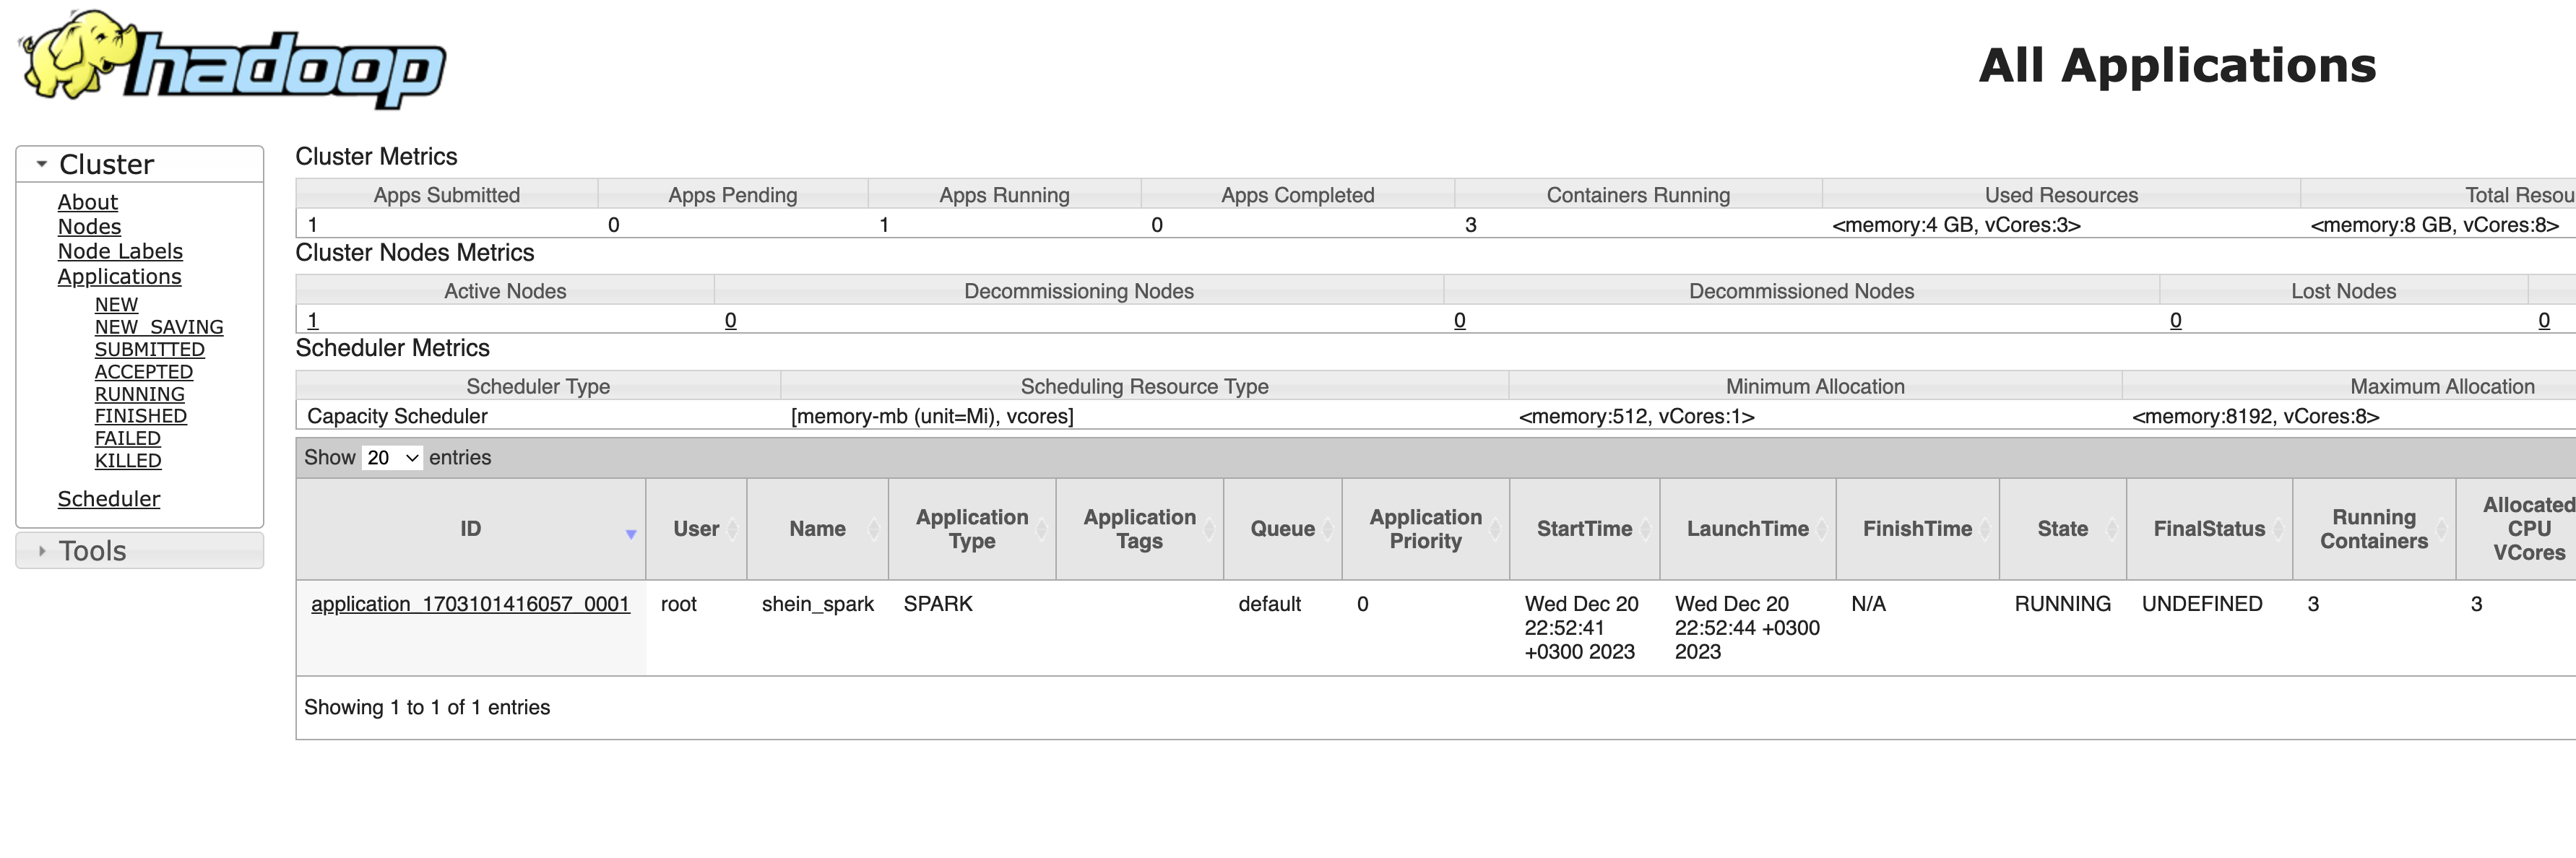 hadoop
All Applications
Cluster
About
Nodes
Node Labels
Applications
NEW
NEW_SAVING
SUBMITTED
ACCEPTED
RUNNING
FINISHED
FAILED
KILLED
Scheduler
Tools
Cluster Metrics
Apps Submitted Apps Pending Apps Running Apps Completed Containers Running Used Resources Total Resou
1 0 1 0 3 <memory:4 GB, vCores:3> <memory:8 GB, vCores:8>
Cluster Nodes Metrics
Active Nodes Decommissioning Nodes Decommissioned Nodes Lost Nodes
1 0 0 0 0
Scheduler Metrics
Scheduler Type Scheduling Resource Type Minimum Allocation Maximum Allocation
Capacity Scheduler [memory-mb (unit=Mi), vcores] <memory:512, vCores:1> <memory:8192, vCores:8>
Show 20 entries
ID User Name Application Type Application Tags Queue Application Priority StartTime LaunchTime FinishTime State FinalStatus Running Containers Allocated CPU VCores
application_1703101416057_0001 root shein_spark SPARK default 0 Wed Dec 20 22:52:41 +0300 2023 Wed Dec 20 22:52:44 +0300 2023 N/A RUNNING UNDEFINED 3 3
Showing 1 to 1 of 1 entries